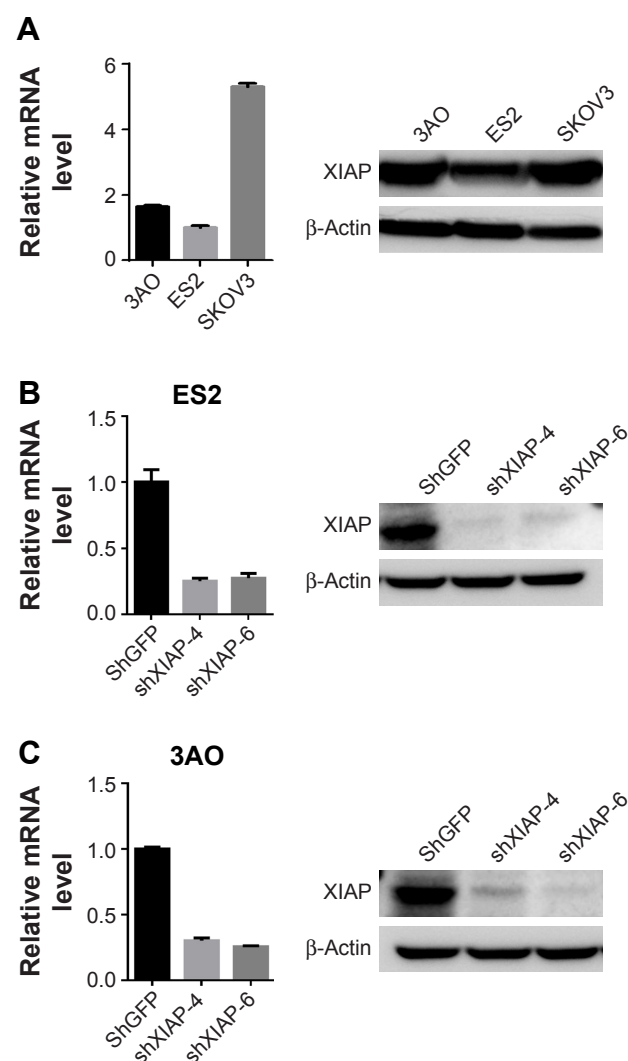 A
Relative mRNA
level
6
4
2
0
3AO
ES2
SKOV3
3AO
ES2
SKOV3
XIAP
β-Actin
B
ES2
Relative mRNA
level
1.5
1.0
0.5
0.0
ShGFP
shXIAP-4
shXIAP-6
ShGFP
shXIAP-4
shXIAP-6
XIAP
β-Actin
C
3AO
Relative mRNA
level
1.5
1.0
0.5
0.0
ShGFP
shXIAP-4
shXIAP-6
ShGFP
shXIAP-4
shXIAP-6
XIAP
β-Actin